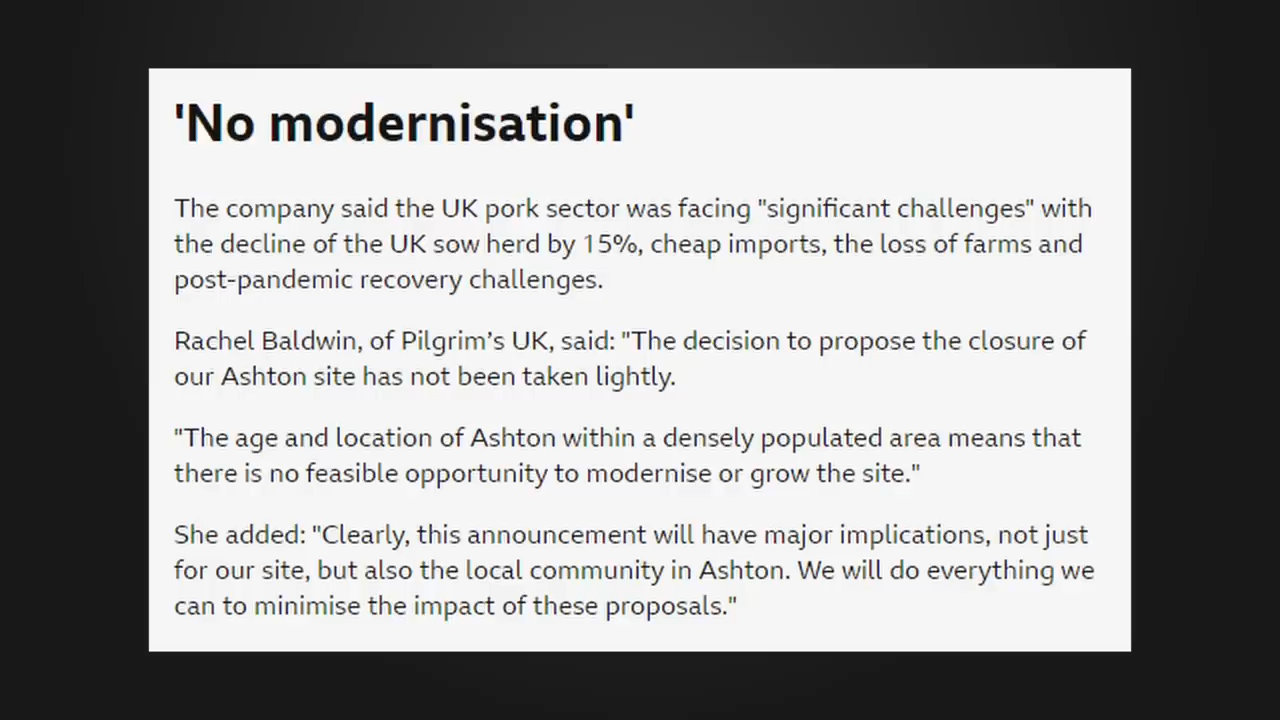 'No modernisation'
The company said the UK pork sector was facing "significant challenges" with
the decline of the UK sow herd by 15%, cheap imports, the loss of farms and
post-pandemic recovery challenges.
Rachel Baldwin, of Pilgrim’s UK, said: "The decision to propose the closure of
our Ashton site has not been taken lightly.
"The age and location of Ashton within a densely populated area means that
there is no feasible opportunity to modernise or grow the site."
She added: "Clearly, this announcement will have major implications, not just
for our site, but also the local community in Ashton. We will do everything we
can to minimise the impact of these proposals."